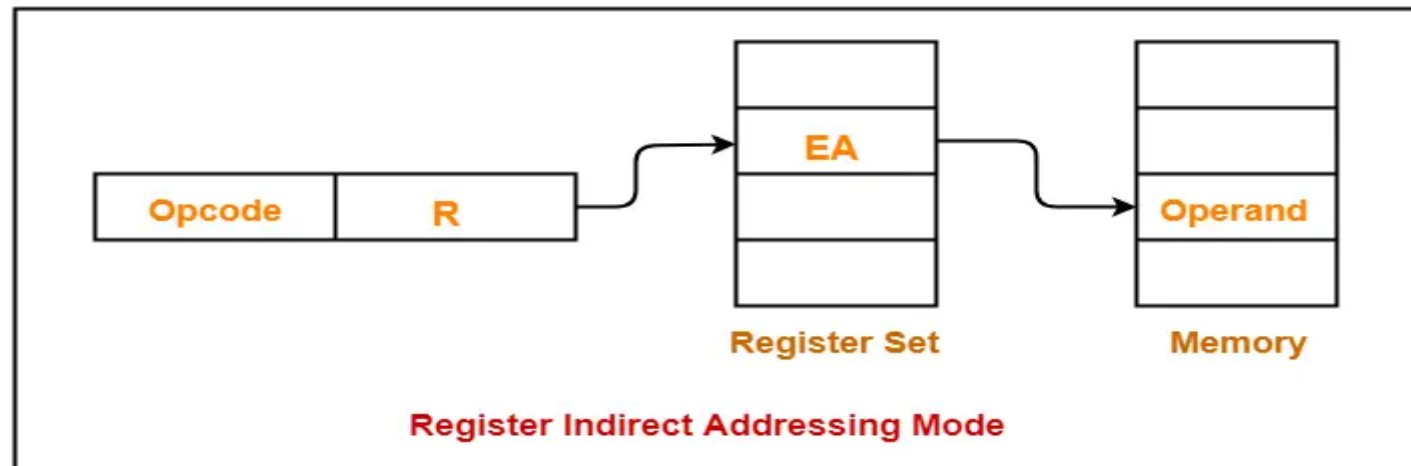 EA
Opcode
R
Operand
Register Set
Memory
Register Indirect Addressing Mode